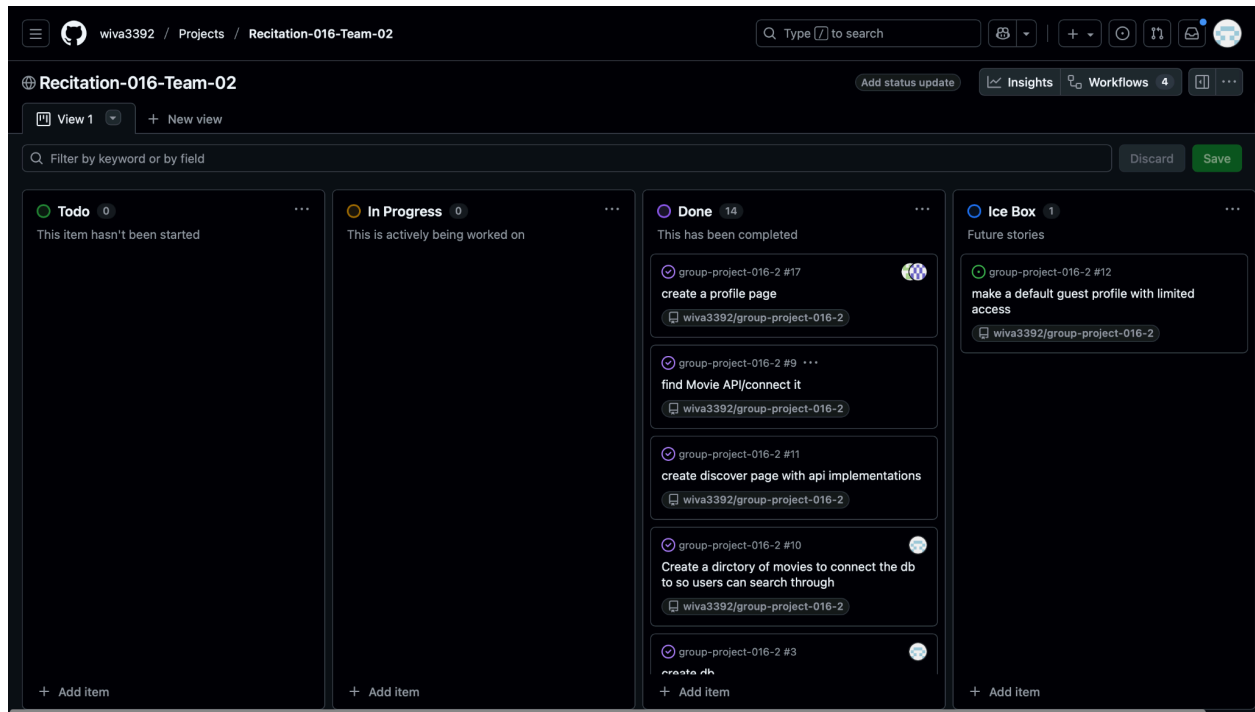 wiva3392 / Projects / Recitation-016-Team-02
Type / to search
Recitation-016-Team-02
Add status update
Insights
Workflows 4
View 1
+ New view
Filter by keyword or by field
Discard
Save
Todo 0
This item hasn't been started
+ Add item
In Progress 0
This is actively being worked on
+ Add item
Done 14
This has been completed
group-project-016-2 #17
create a profile page
wiva3392/group-project-016-2
group-project-016-2 #9
find Movie API/connect it
wiva3392/group-project-016-2
group-project-016-2 #11
create discover page with api implementations
wiva3392/group-project-016-2
group-project-016-2 #10
Create a dirctory of movies to connect the db
to so users can search through
wiva3392/group-project-016-2
group-project-016-2 #3
create db
+ Add item
Ice Box 1
Future stories
group-project-016-2 #12
make a default guest profile with limited
access
wiva3392/group-project-016-2
+ Add item